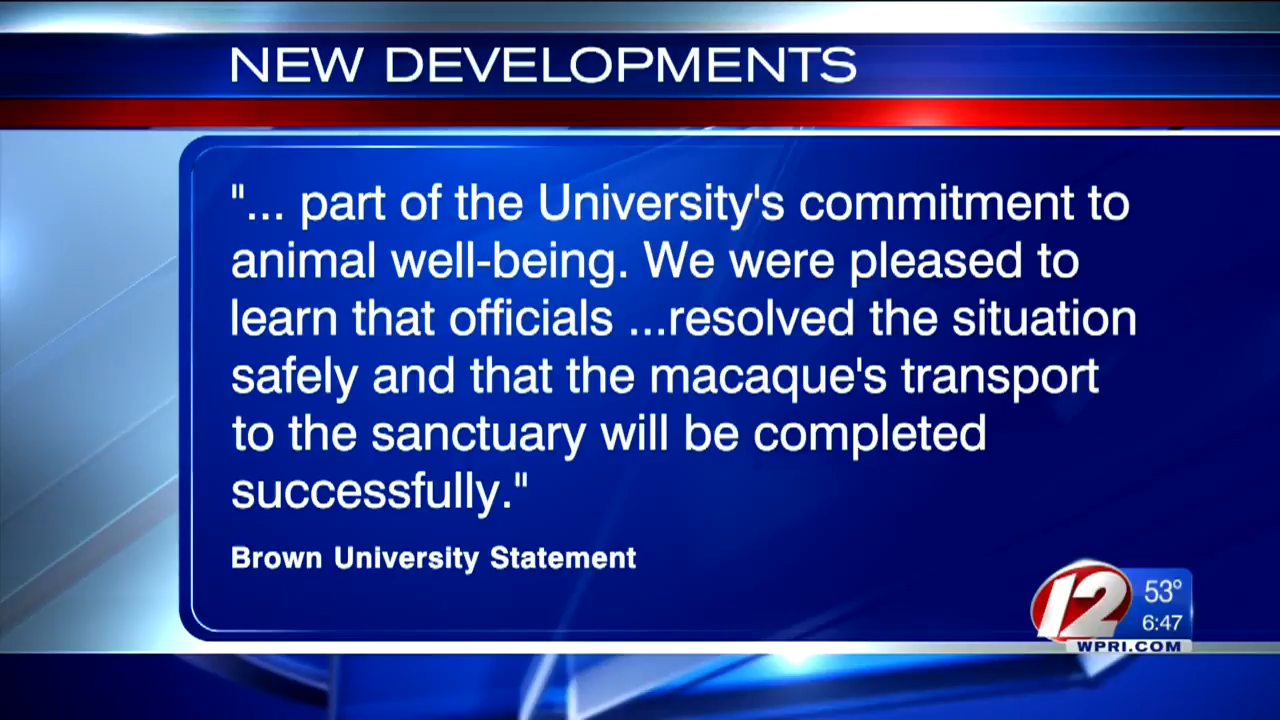 NEW DEVELOPMENTS
"... part of the University's commitment to
animal well-being. We were pleased to
learn that officials ...resolved the situation
safely and that the macaque's transport
to the sanctuary will be completed
successfully."
Brown University Statement
12
53°
6:47
WPRI.COM